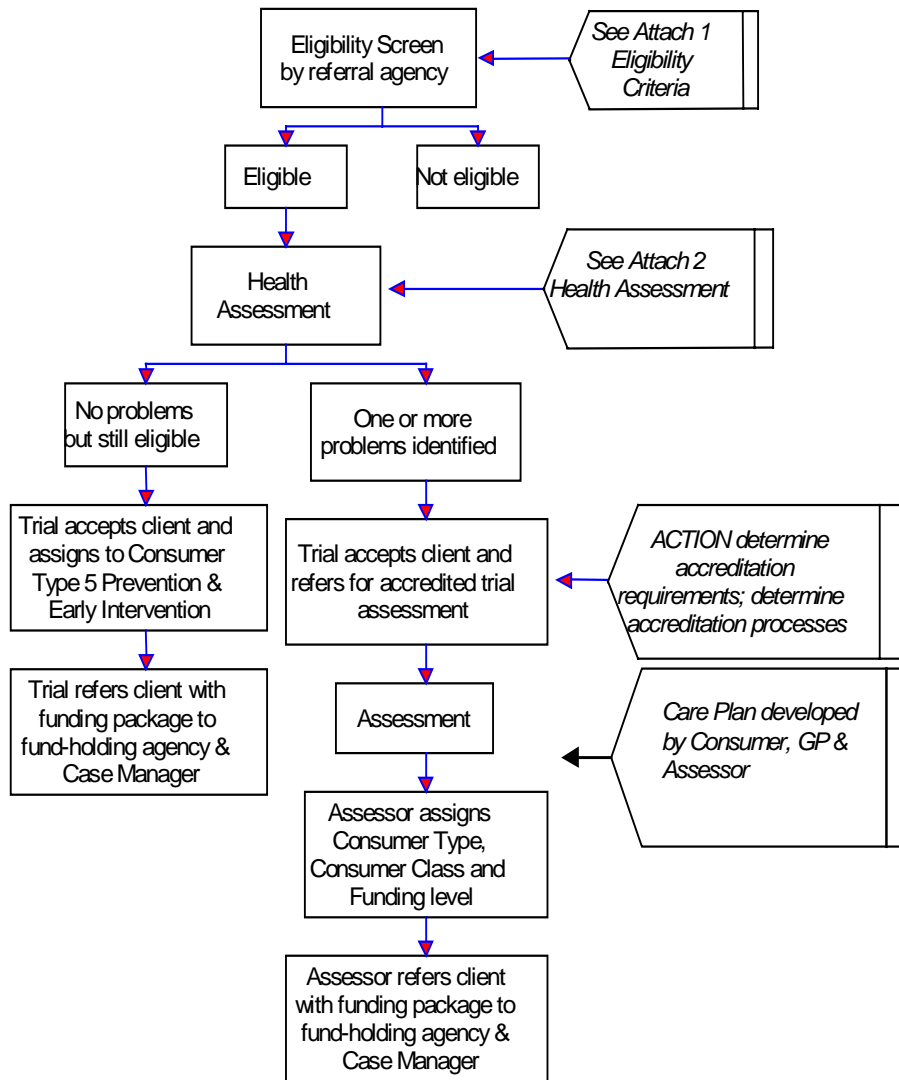 Eligibility Screen
by referral agency
See Attach 1
Eligibility
Criteria
Eligible
Not eligible
Health
Assessment
See Attach 2
Health Assessment
No problems
but still eligible
One or more
problems identified
Trial accepts client and
assigns to Consumer
Type 5 Prevention &
Early Intervention
Trial accepts client and
refers for accredited trial
assessment
ACTION determine
accreditation
requirements; determine
accreditation processes
Trial refers client with
funding package to
fund-holding agency &
Case Manager
Assessment
Care Plan developed
by Consumer, GP &
Assessor
Assessor assigns
Consumer Type,
Consumer Class and
Funding level
Assessor refers client
with funding package to
fund-holding agency &
Case Manager